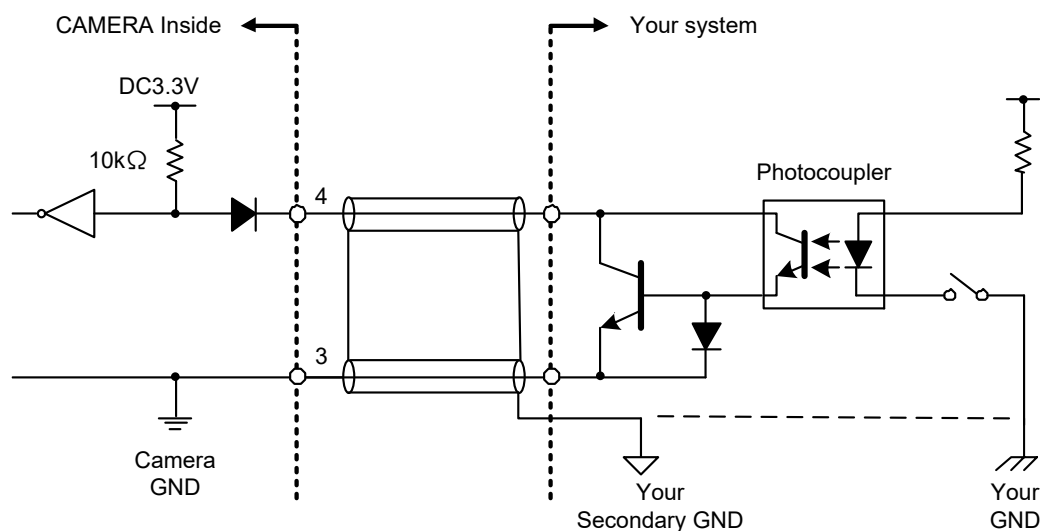 CAMERA Inside
Your system
DC3.3V
10kΩ
Photocoupler
4
3
Camera
GND
Your
Secondary GND
Your
GND